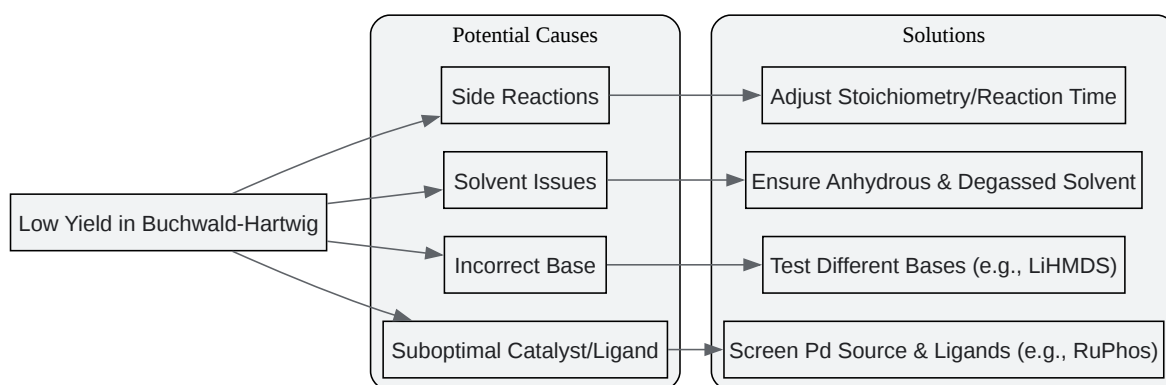 Potential Causes
Solutions
Side Reactions
Adjust Stoichiometry/Reaction Time
Solvent Issues
Ensure Anhydrous & Degassed Solvent
Low Yield in Buchwald-Hartwig
Incorrect Base
Test Different Bases (e.g., LiHMDS)
Suboptimal Catalyst/Ligand
Screen Pd Source & Ligands (e.g., RuPhos)